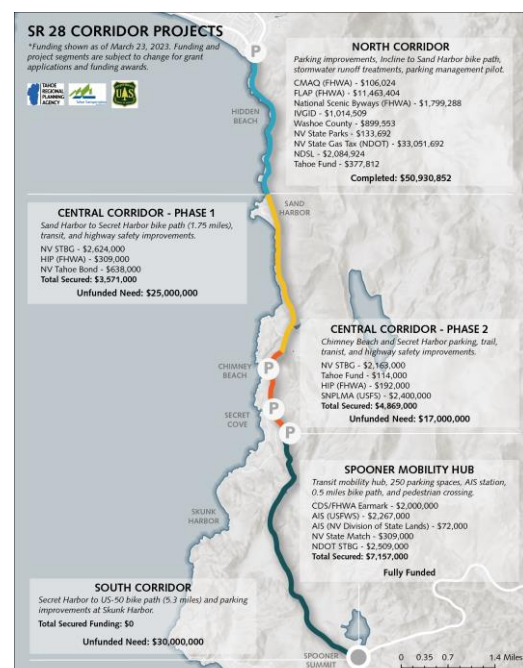 SR 28 CORRIDOR PROJECTS
*Funding shown as of March 23, 2023. Funding and
project segments are subject to change for grant
applications and funding awards.
TAHOE
REGIONAL
PLANNING
AGENCY
UAS
P
HIDDEN
BEACH
NORTH CORRIDOR
Parking improvements, Incline to Sand Harbor bike path,
stormwater runoff treatments, parking management pilot.
CMAQ (FHWA) - $106,024
FLAP (FHWA) - $11,463,404
National Scenic Byways (FHWA) - $1,799,288
IVGID - $1,014,509
Washoe County - $899,553
NV State Parks - $133,692
NV State Gas Tax (NDOT) - $33,051,692
NDSL - $2,084,924
Tahoe Fund - $377,812
Completed: $50,930,852
SAND
HARBOR
CENTRAL CORRIDOR - PHASE 1
Sand Harbor to Secret Harbor bike path (1.75 miles),
transit, and highway safety improvements.
NV STBG - $2,624,000
HIP (FHWA) - $309,000
NV Tahoe Bond - $638,000
Total Secured: $3,571,000
Unfunded Need: $25,000,000
CENTRAL CORRIDOR - PHASE 2
Chimney Beach and Secret Harbor parking, trail,
tranist, and highway safety improvements.
NV STBG - $2,163,000
Tahoe Fund - $114,000
HIP (FHWA) - $192,000
SNPLMA (USFS) - $2,400,000
Total Secured: $4,869,000
Unfunded Need: $17,000,000
CHIMNEY
BEACH
P
SECRET
COVE
P
P
SPOONER MOBILITY HUB
Transit mobility hub, 250 parking spaces, AIS station,
0.5 miles bike path, and pedestrian crossing.
CDS/FHWA Earmark - $2,000,000
AIS (USFWS) - $2,267,000
AIS (NV Division of State Lands) - $72,000
NV State Match - $309,000
NDOT STBG - $2,509,000
Total Secured: $7,157,000
Fully Funded
SKUNK
HARBOR
SOUTH CORRIDOR
Secret Harbor to US-50 bike path (5.3 miles) and parking
improvements at Skunk Harbor.
Total Secured Funding: $0
Unfunded Need: $30,000,000
SPOONER
SUMMIT
0 0.35 0.7 1.4 Miles